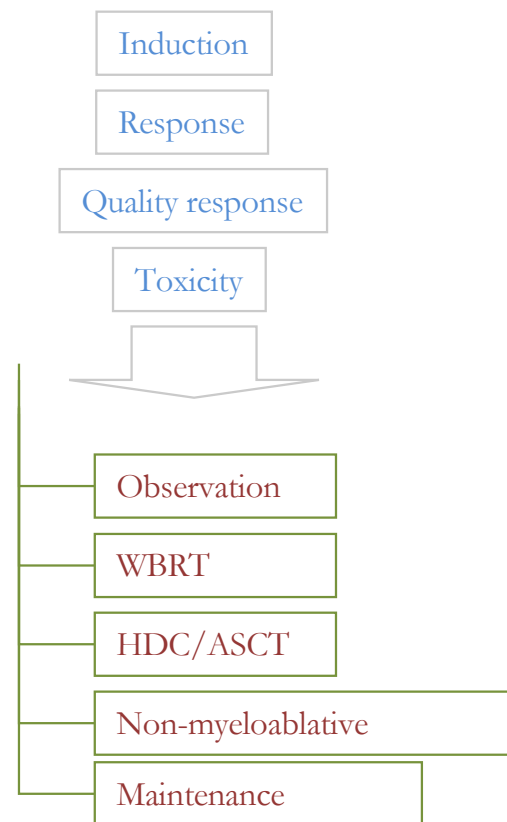 Induction
Response
Quality response
Toxicity
Observation
WBRT
HDC/ASCT
Non-myeloablative
Maintenance